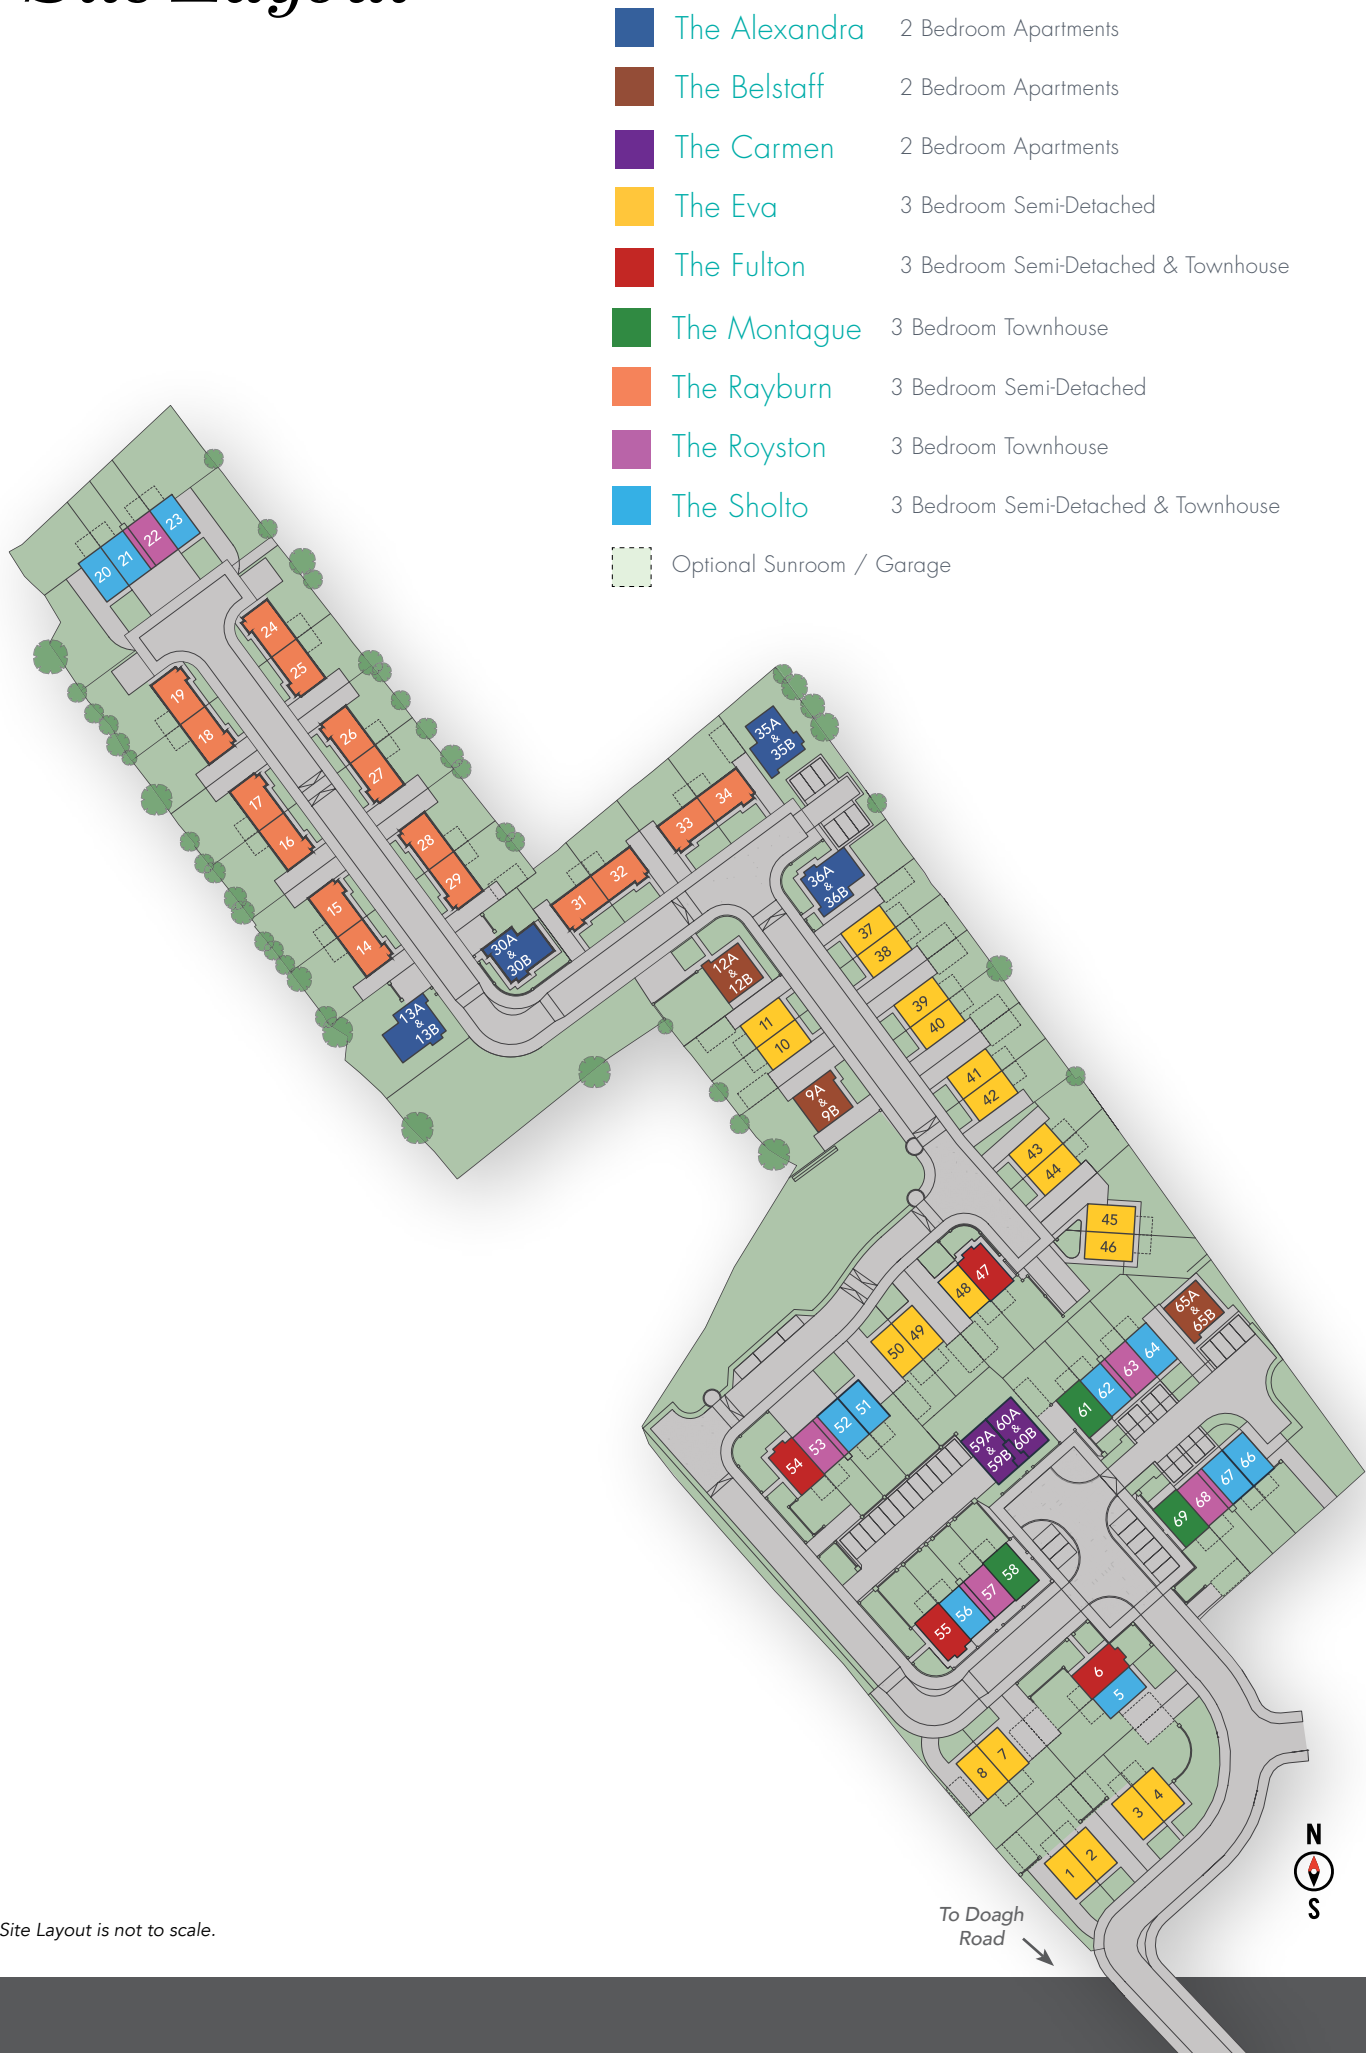 Site Layout
The Alexandra 2 Bedroom Apartments
The Belstaff 2 Bedroom Apartments
The Carmen 2 Bedroom Apartments
The Eva 3 Bedroom Semi-Detached
The Fulton 3 Bedroom Semi-Detached & Townhouse
The Montague 3 Bedroom Townhouse
The Rayburn 3 Bedroom Semi-Detached
The Royston 3 Bedroom Townhouse
The Sholto 3 Bedroom Semi-Detached & Townhouse
Optional Sunroom / Garage
20
21
22
23
24
25
19
18
26
27
17
16
28
29
15
14
30A
&
30B
13A
&
13B
31
32
33
34
35A
&
35B
36A
&
36B
37
38
39
40
41
42
43
44
45
46
12A
&
12B
11
10
9A
&
9B
47
48
49
50
51
52
53
54
59A
&
59B
60A
&
60B
61
62
63
64
65A
&
65B
66
67
68
69
55
56
57
58
6
5
8
7
3
4
1
2
N
S
To Doagh
Road
Site Layout is not to scale.